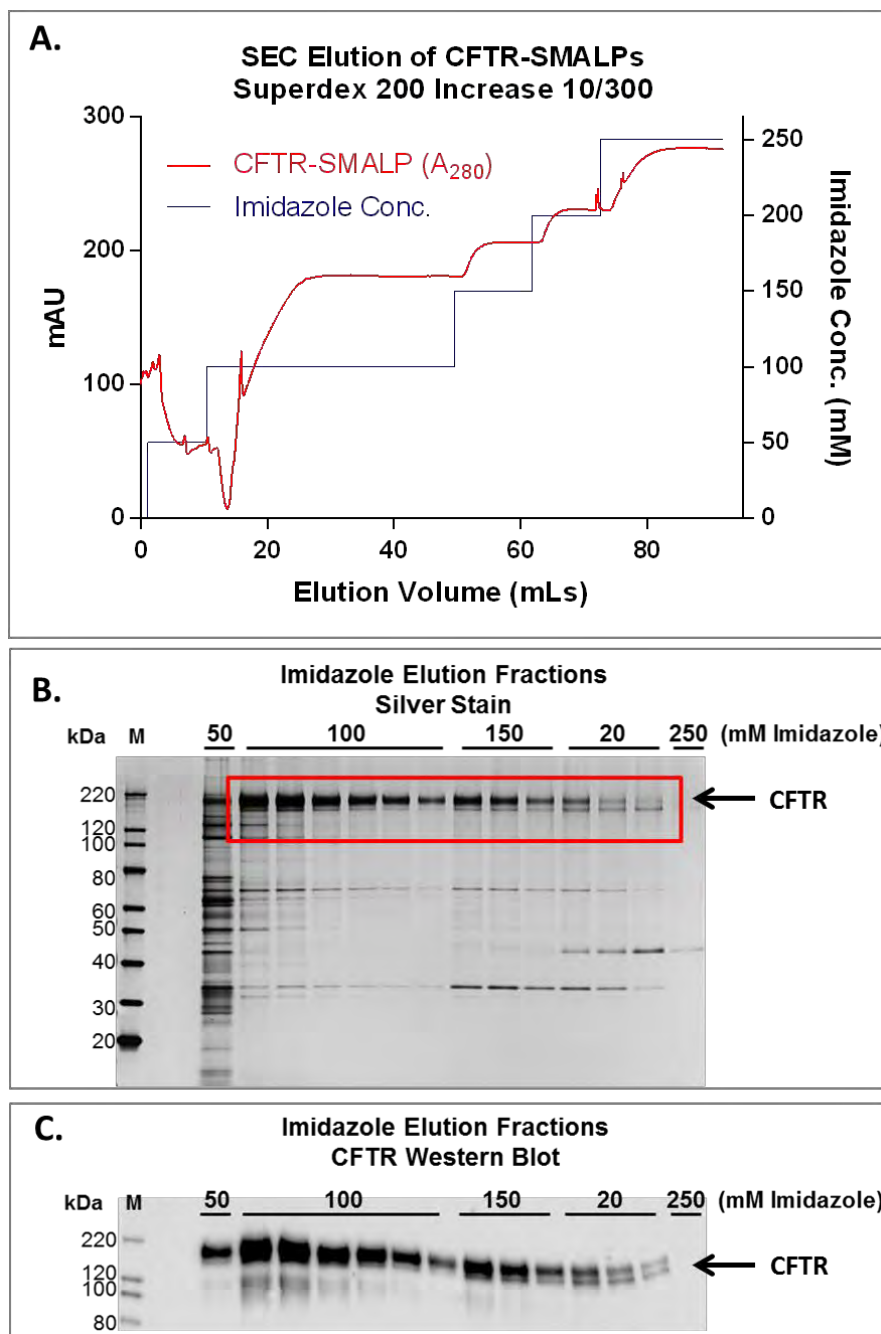 A.
SEC Elution of CFTR-SMALPs
Superdex 200 Increase 10/300
300
200
100
0
mAU
CFTR-SMALP (A280)
Imidazole Conc.
250
200
150
100
50
0
Imidazole Conc. (mM)
0 20 40 60 80
Elution Volume (mLs)
B.
Imidazole Elution Fractions
Silver Stain
kDa M 50 100 150 20 250 (mM Imidazole)
220
120
100
80
60
50
40
30
20
CFTR
C.
Imidazole Elution Fractions
CFTR Western Blot
kDa M 50 100 150 20 250 (mM Imidazole)
220
120
100
80
CFTR